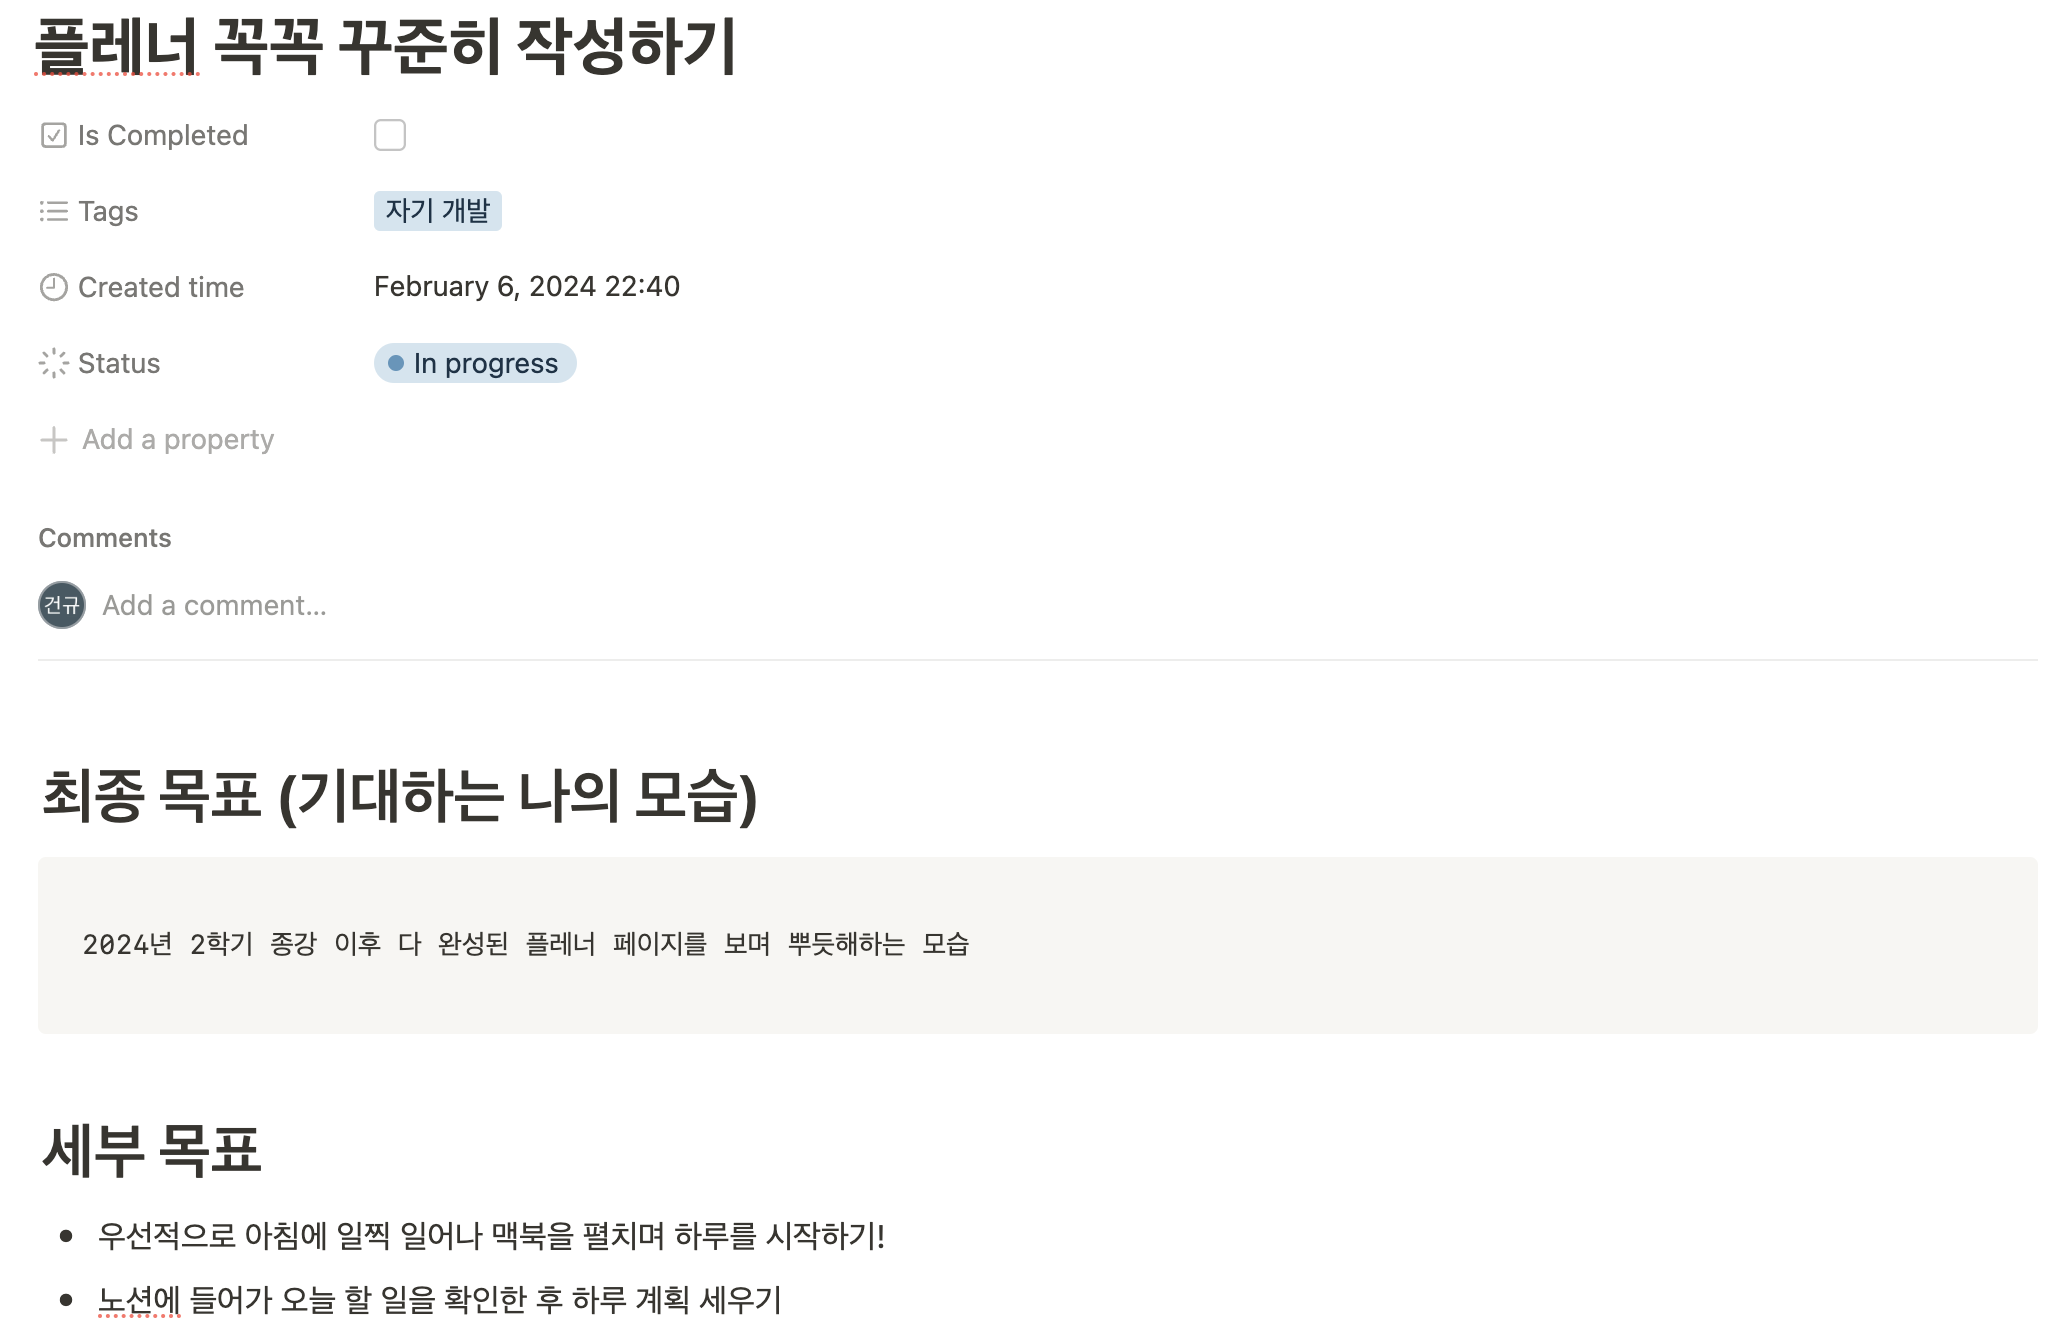 플레너 꼭꼭 꾸준히 작성하기
Is Completed
Tags 자기 개발
Created time February 6, 2024 22:40
Status In progress
Add a property
Comments
건규 Add a comment...
최종 목표 (기대하는 나의 모습)
2024년 2학기 종강 이후 다 완성된 플레너 페이지를 보며 뿌듯해하는 모습
세부 목표
• 우선적으로 아침에 일찍 일어나 맥북을 펼치며 하루를 시작하기!
• 노션에 들어가 오늘 할 일을 확인한 후 하루 계획 세우기